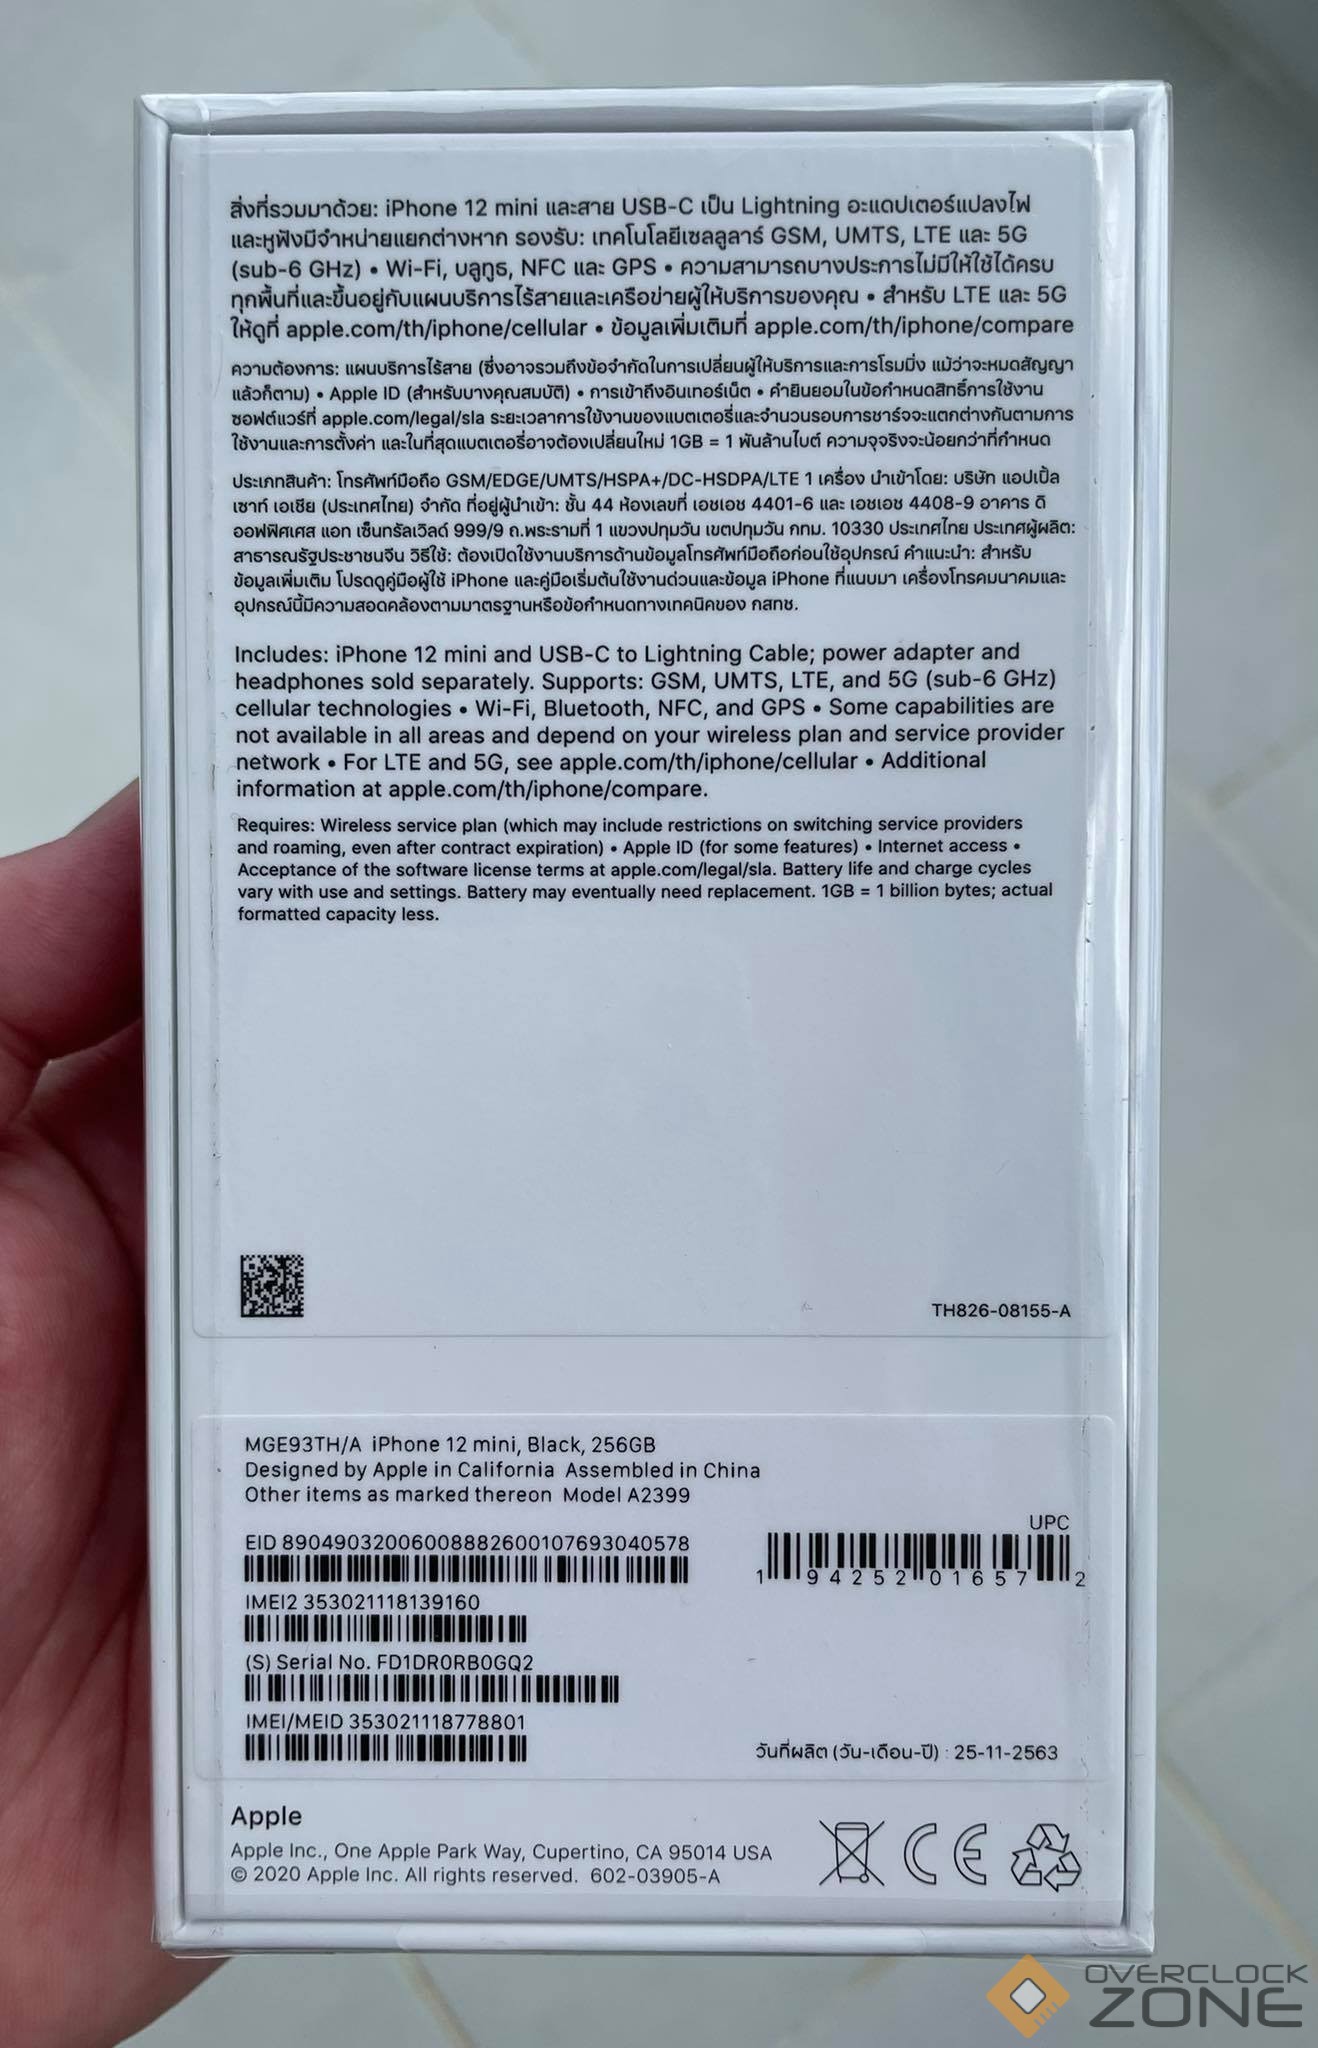 สิ่งที่รวมมาด้วย: iPhone 12 mini และสาย USB-C เป็น Lightning อะแดปเตอร์แปลงไฟ
และหูฟังมีจำหน่ายแยกต่างหาก รองรับ: เทคโนโลยีเซลลูลาร์ GSM, UMTS, LTE และ 5G
(sub-6 GHz) • Wi-Fi, บลูทูธ, NFC และ GPS • ความสามารถบางประการไม่มีให้ใช้ได้ครบ
ทุกพื้นที่และขึ้นอยู่กับแผนบริการไร้สายและเครือข่ายผู้ให้บริการของคุณ • สำหรับ LTE และ 5G
ให้ดูที่ apple.com/th/iphone/cellular • ข้อมูลเพิ่มเติมที่ apple.com/th/iphone/compare
ความต้องการ: แผนบริการไร้สาย (ซึ่งอาจรวมถึงข้อจำกัดในการเปลี่ยนผู้ให้บริการและการโรมมิ่ง แม้ว่าจะหมดสัญญา
แล้วก็ตาม) • Apple ID (สำหรับบางคุณสมบัติ) • การเข้าถึงอินเทอร์เน็ต • คำยินยอมในข้อกำหนดสิทธิ์การใช้งาน
ซอฟต์แวร์ที่ apple.com/legal/sla ระยะเวลาการใช้งานของแบตเตอรี่และจำนวนรอบการชาร์จจะแตกต่างกันตามการ
ใช้งานและการตั้งค่า และในที่สุดแบตเตอรี่อาจต้องเปลี่ยนใหม่ 1GB = 1 พันล้านไบต์ ความจุจริงจะน้อยกว่าที่กำหนด
ประเภทสินค้า: โทรศัพท์มือถือ GSM/EDGE/UMTS/HSPA+/DC-HSDPA/LTE 1 เครื่อง นำเข้าโดย: บริษัท แอปเปิ้ล
เซาท์ เอเชีย (ประเทศไทย) จำกัด ที่อยู่ผู้นำเข้า: ชั้น 44 ห้องเลขที่ เอชเอช 4401-6 และ เอชเอช 4408-9 อาคาร ดิ
ออฟฟิศเศส แอท เซ็นทรัลเวิลด์ 999/9 ถ.พระรามที่ 1 แขวงปทุมวัน เขตปทุมวัน กทม. 10330 ประเทศไทย ประเทศผู้ผลิต:
สาธารณรัฐประชาชนจีน วิธีใช้: ต้องเปิดใช้งานบริการด้านข้อมูลโทรศัพท์มือถือก่อนใช้อุปกรณ์ คำแนะนำ: สำหรับ
ข้อมูลเพิ่มเติม โปรดดูคู่มือผู้ใช้ iPhone และคู่มือเริ่มต้นใช้งานด่วนและข้อมูล iPhone ที่แนบมา เครื่องโทรคมนาคมและ
อุปกรณ์นี้มีความสอดคล้องตามมาตรฐานหรือข้อกำหนดทางเทคนิคของ กสทช.
Includes: iPhone 12 mini and USB-C to Lightning Cable; power adapter and
headphones sold separately. Supports: GSM, UMTS, LTE, and 5G (sub-6 GHz)
cellular technologies • Wi-Fi, Bluetooth, NFC, and GPS • Some capabilities are
not available in all areas and depend on your wireless plan and service provider
network • For LTE and 5G, see apple.com/th/iphone/cellular • Additional
information at apple.com/th/iphone/compare.
Requires: Wireless service plan (which may include restrictions on switching service providers
and roaming, even after contract expiration) • Apple ID (for some features) • Internet access •
Acceptance of the software license terms at apple.com/legal/sla. Battery life and charge cycles
vary with use and settings. Battery may eventually need replacement. 1GB = 1 billion bytes; actual
formatted capacity less.
TH826-08155-A
MGE93TH/A iPhone 12 mini, Black, 256GB
Designed by Apple in California Assembled in China
Other items as marked thereon Model A2399
EID 89049032006008882600107693040578
UPC
1 94252 01657 2
IMEI2 353021118139160
(S) Serial No. FD1DR0RB0GQ2
IMEI/MEID 353021118778801
วันที่ผลิต (วัน-เดือน-ปี) : 25-11-2563
Apple
Apple Inc., One Apple Park Way, Cupertino, CA 95014 USA
© 2020 Apple Inc. All rights reserved. 602-03905-A
CE
OVERCLOCK
ZONE